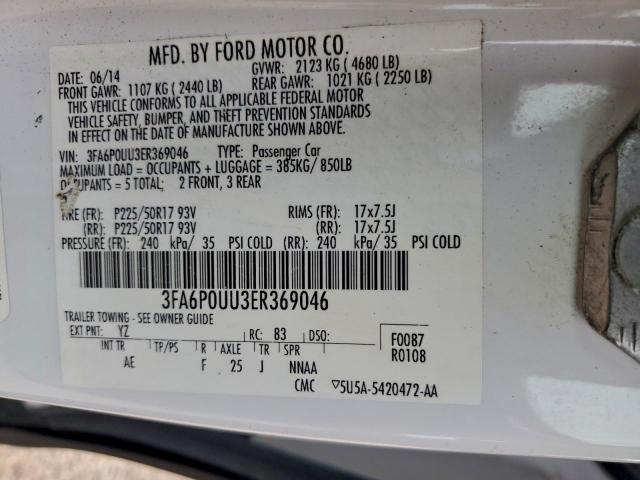 MFD. BY FORD MOTOR CO.
DATE: 06/14 GVWR: 2123 KG (4680 LB)
FRONT GAWR: 1107 KG (2440 LB) REAR GAWR: 1021 KG (2250 LB)
THIS VEHICLE CONFORMS TO ALL APPLICABLE FEDERAL MOTOR
VEHICLE SAFETY, BUMPER, AND THEFT PREVENTION STANDARDS
IN EFFECT ON THE DATE OF MANUFACTURE SHOWN ABOVE.
VIN: 3FA6P0UU3ER369046 TYPE: Passenger Car
MAXIMUM LOAD = OCCUPANTS + LUGGAGE = 385KG/ 850LB
OCCUPANTS = 5 TOTAL; 2 FRONT, 3 REAR
TIRE (FR): P225/50R17 93V RIMS (FR): 17x7.5J
(RR): P225/50R17 93V (RR): 17x7.5J
PRESSURE (FR): 240 kPa/ 35 PSI COLD (RR): 240 kPa/ 35 PSI COLD
3FA6P0UU3ER369046
TRAILER TOWING - SEE OWNER GUIDE
EXT PNT: YZ RC: 83 DSO: F0087
INT TR TP/PS R AXLE TR SPR R0108
AE F 25 J NNAA
CMC ▽5U5A-5420472-AA